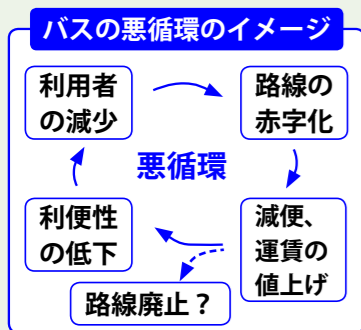 バスの悪循環のイメージ
利用者
の減少
路線の
赤字化
悪循環
利便性
の低下
減便、
運賃の
値上げ
路線廃止？